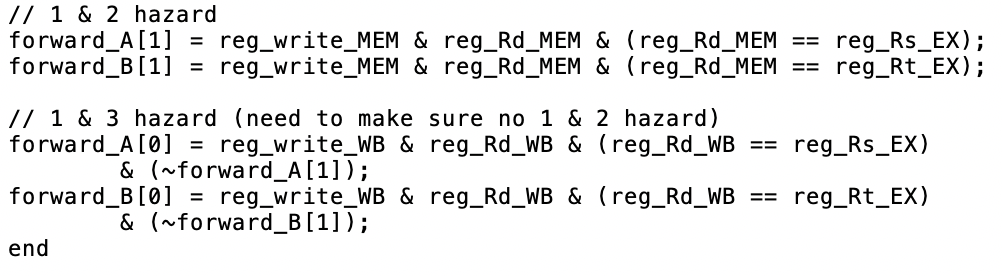 // 1 & 2 hazard
forward_A[1] = reg_write_MEM & reg_Rd_MEM & (reg_Rd_MEM == reg_Rs_EX);
forward_B[1] = reg_write_MEM & reg_Rd_MEM & (reg_Rd_MEM == reg_Rt_EX);

// 1 & 3 hazard (need to make sure no 1 & 2 hazard)
forward_A[0] = reg_write_WB & reg_Rd_WB & (reg_Rd_WB == reg_Rs_EX)
        & (~forward_A[1]);
forward_B[0] = reg_write_WB & reg_Rd_WB & (reg_Rd_WB == reg_Rt_EX)
        & (~forward_B[1]);
end